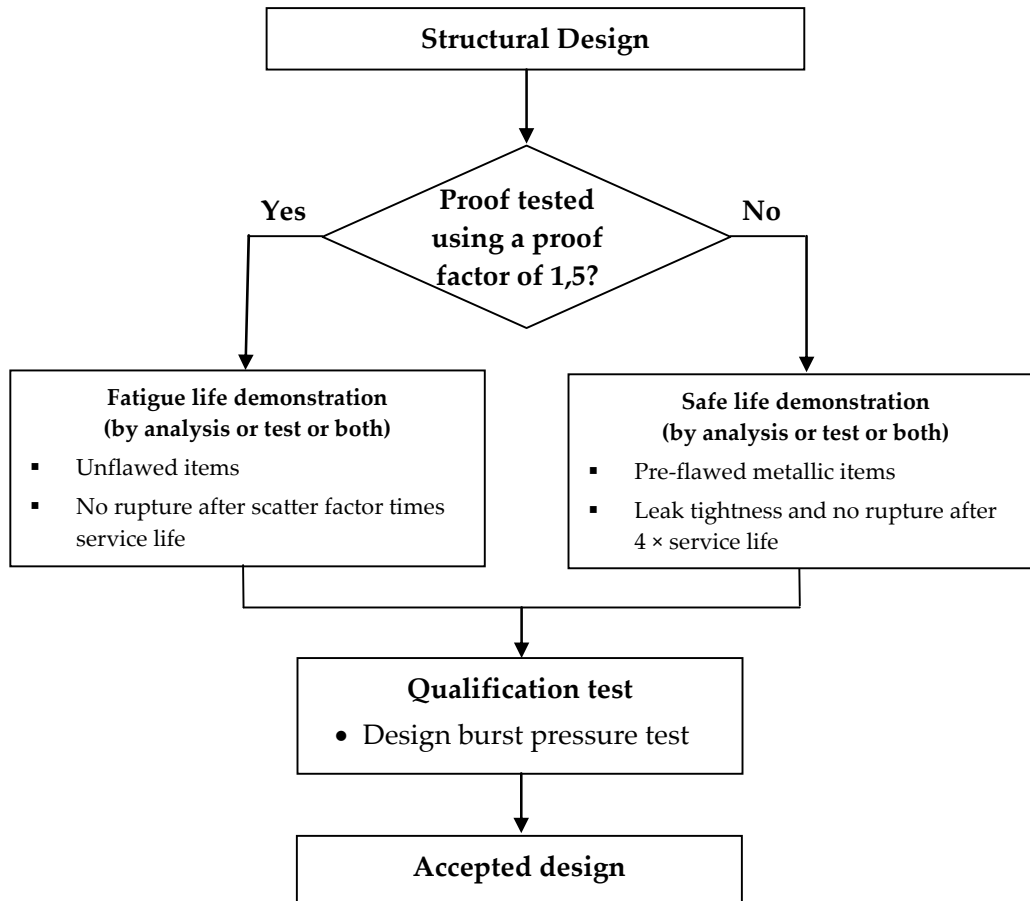 Structural Design
Yes
Proof tested
using a proof
factor of 1,5?
No
Fatigue life demonstration
(by analysis or test or both)
▪ Unflawed items
▪ No rupture after scatter factor times
service life
Safe life demonstration
(by analysis or test or both)
▪ Pre-flawed metallic items
▪ Leak tightness and no rupture after
4 × service life
Qualification test
• Design burst pressure test
Accepted design